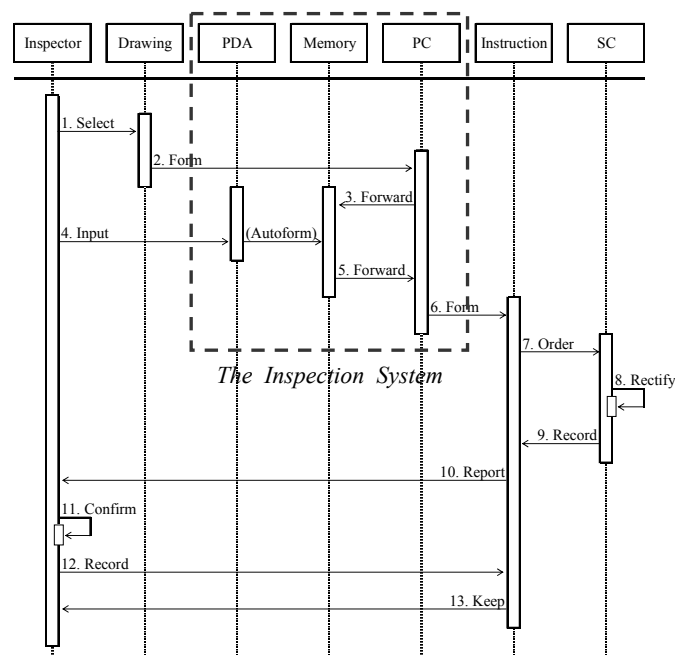 Inspector
Drawing
PDA
Memory
PC
Instruction
SC
1. Select
2. Form
3. Forward
4. Input
(Autoform)
5. Forward
6. Form
7. Order
The Inspection System
8. Rectify
9. Record
10. Report
11. Confirm
12. Record
13. Keep